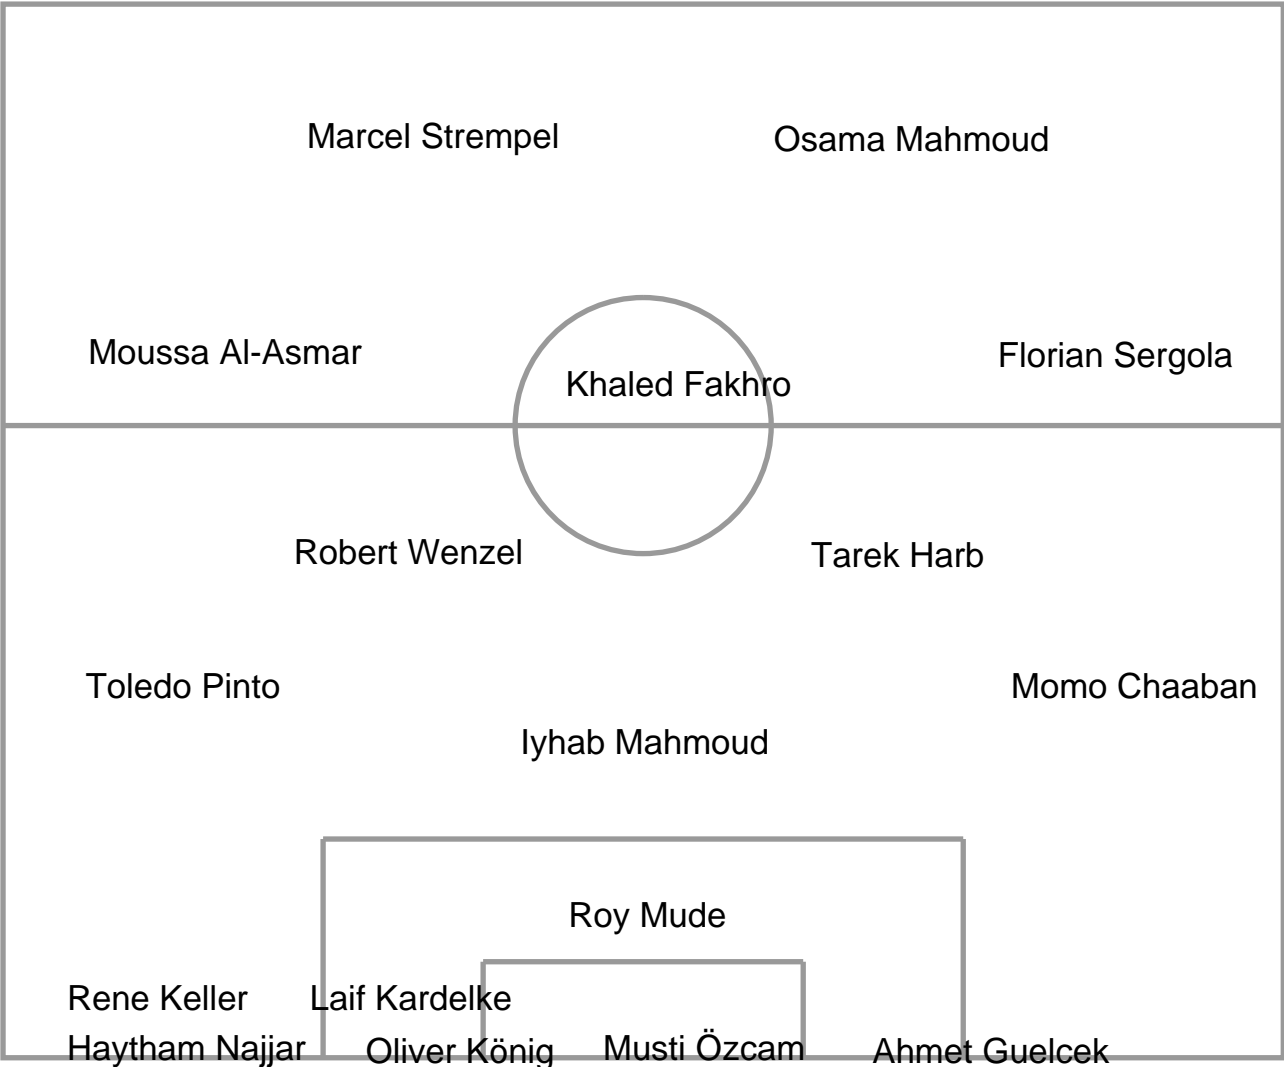 Marcel Strempel
Osama Mahmoud
Moussa Al-Asmar
Khaled Fakhro
Florian Sergola
Robert Wenzel
Tarek Harb
Toledo Pinto
Momo Chaaban
Iyhab Mahmoud
Roy Mude
Rene Keller
Laif Kardelke
Haytham Najjar
Oliver König
Musti Özcam
Ahmet Guelcek